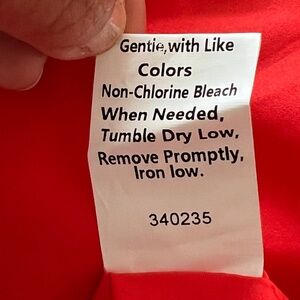 Gentle,with Like
Colors
Non-Chlorine Bleach
When Needed,
Tumble Dry Low,
Remove Promptly,
Iron low.
340235